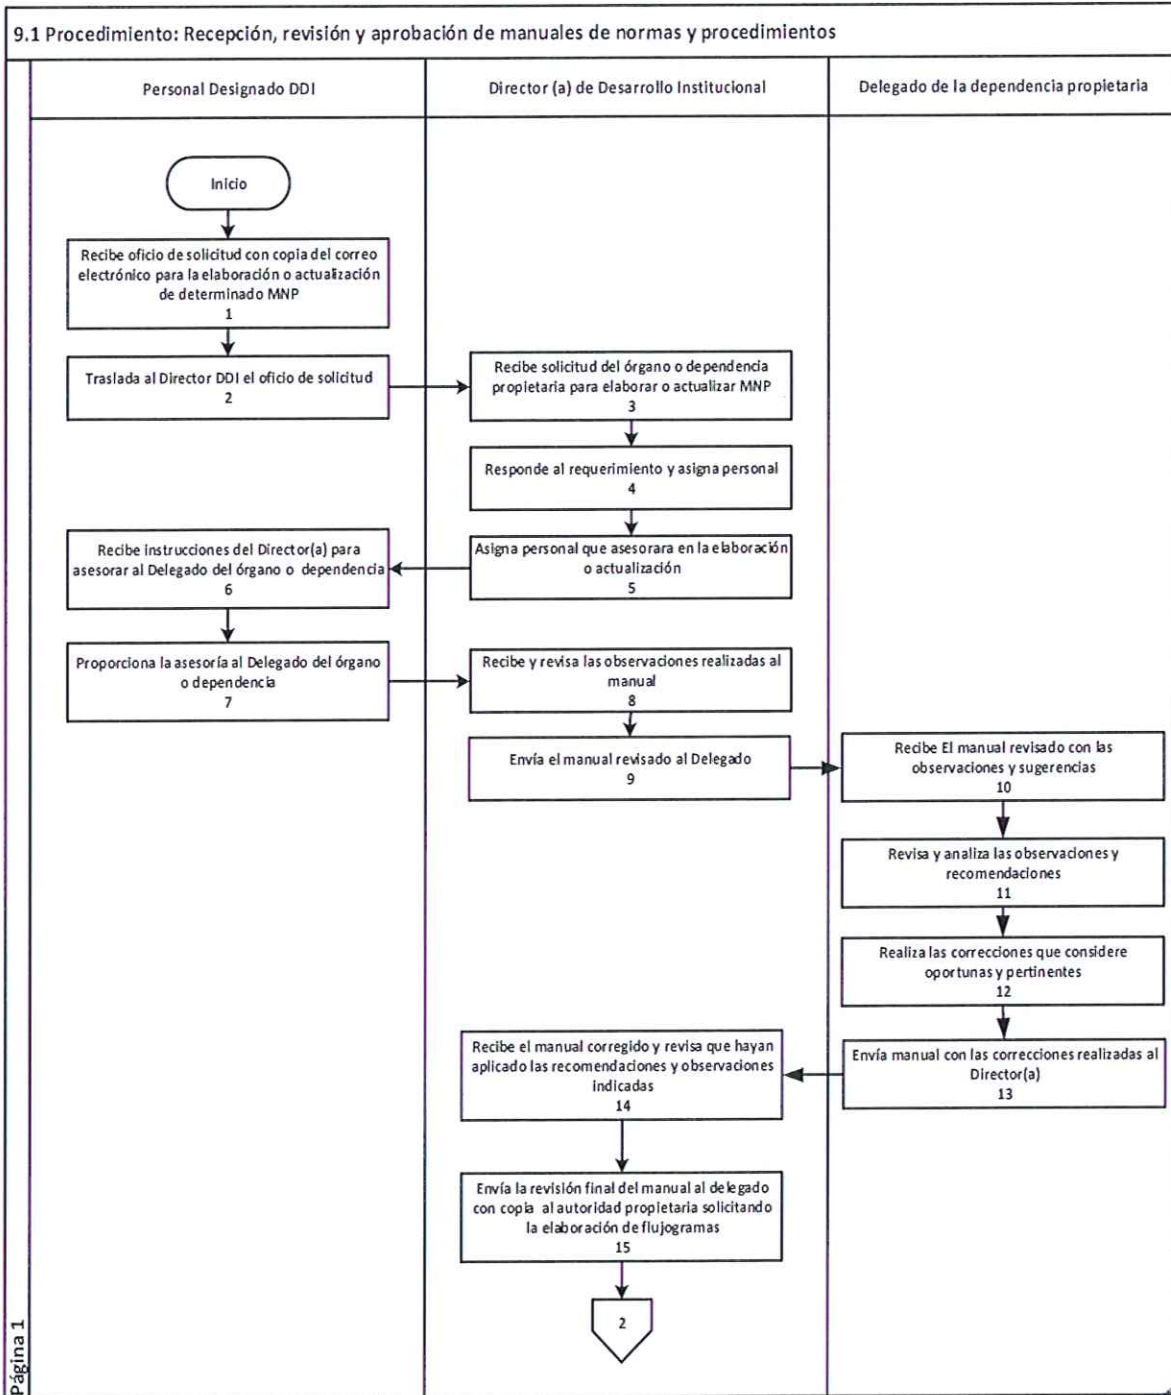 9.1 Procedimiento: Recepción, revisión y aprobación de manuales de normas y procedimientos
Personal Designado DDI
Director (a) de Desarrollo Institucional
Delegado de la dependencia propietaria
Inicio
Recibe oficio de solicitud con copia del correo
electrónico para la elaboración o actualización
de determinado MNP
1
Traslada al Director DDI el oficio de solicitud
2
Recibe solicitud del órgano o dependencia
propietaria para elaborar o actualizar MNP
3
Responde al requerimiento y asigna personal
4
Asigna personal que asesorara en la elaboración
o actualización
5
Recibe instrucciones del Director(a) para
asesorar al Delegado del órgano o dependencia
6
Proporciona la asesoría al Delegado del órgano
o dependencia
7
Recibe y revisa las observaciones realizadas al
manual
8
Envía el manual revisado al Delegado
9
Recibe El manual revisado con las
observaciones y sugerencias
10
Revisa y analiza las observaciones y
recomendaciones
11
Realiza las correcciones que considere
oportunas y pertinentes
12
Envía manual con las correcciones realizadas al
Director(a)
13
Recibe el manual corregido y revisa que hayan
aplicado las recomendaciones y observaciones
indicadas
14
Envía la revisión final del manual al delegado
con copia al autoridad propietaria solicitando
la elaboración de flujogramas
15
2
Página 1